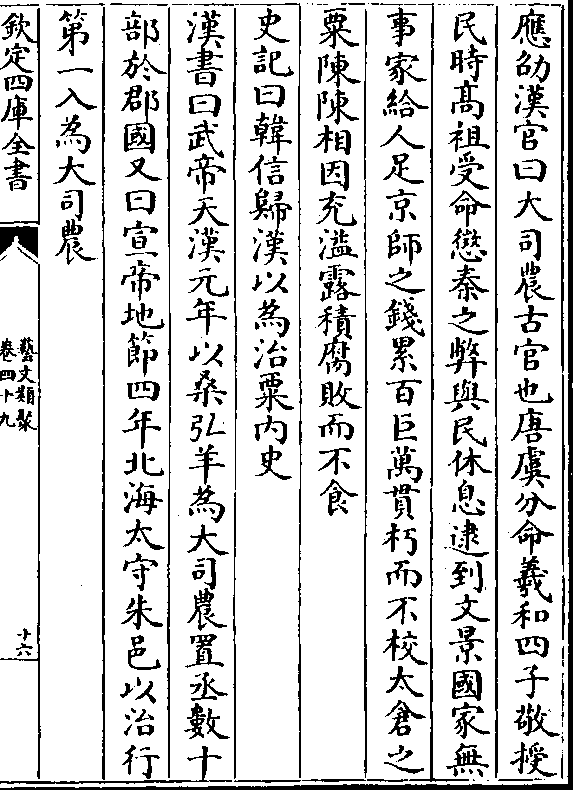 應劭漢官曰大司農古官也唐虞分命羲和四子敬授
民時髙祖受命懲秦之弊與民休息逮到文景國家無
事家給人足京師之錢累百巨萬貫朽而不校太倉之
粟陳陳相因充溢露積腐敗而不食
史記曰韓信歸漢以為治粟内史
漢書曰武帝天漢元年以桑弘羊為大司農置丞數十
部於郡國又曰宣帝地節四年北海太守朱邑以治行
第一入為大司農
欽定四庫全書
藝文類聚
卷四十九
十六